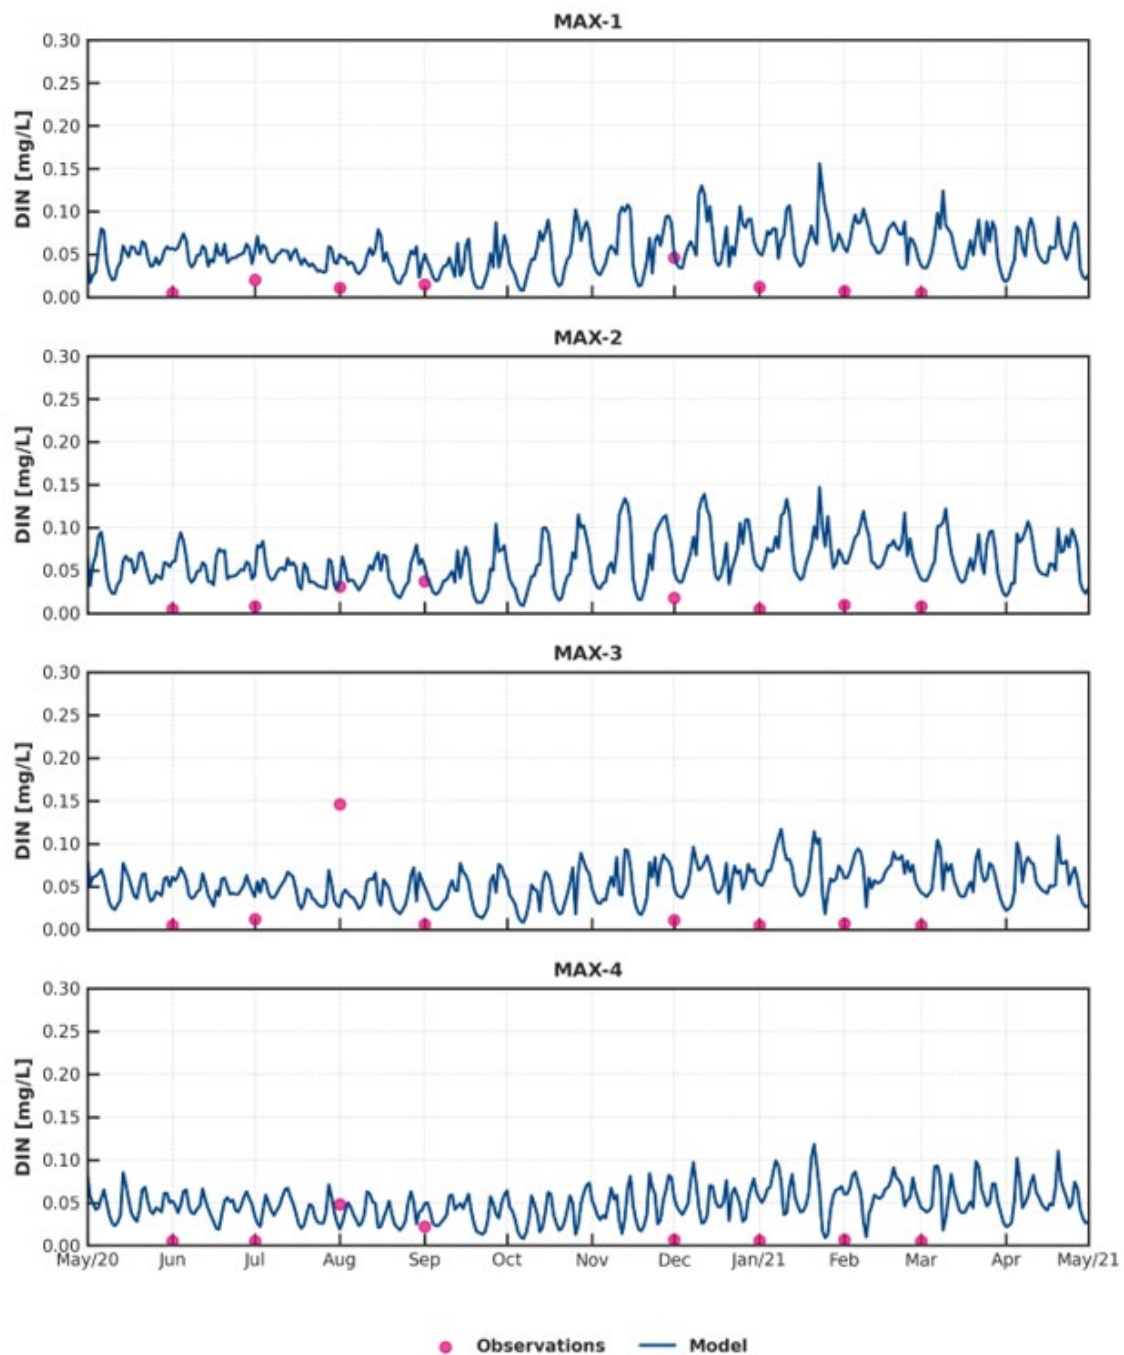 MAX-1
0.30
0.25
0.20
0.15
0.10
0.05
0.00
DIN [mg/L]
MAX-2
0.30
0.25
0.20
0.15
0.10
0.05
0.00
DIN [mg/L]
MAX-3
0.30
0.25
0.20
0.15
0.10
0.05
0.00
DIN [mg/L]
MAX-4
0.30
0.25
0.20
0.15
0.10
0.05
0.00
DIN [mg/L]
May/20 Jun Jul Aug Sep Oct Nov Dec Jan/21 Feb Mar Apr May/21
Observations Model